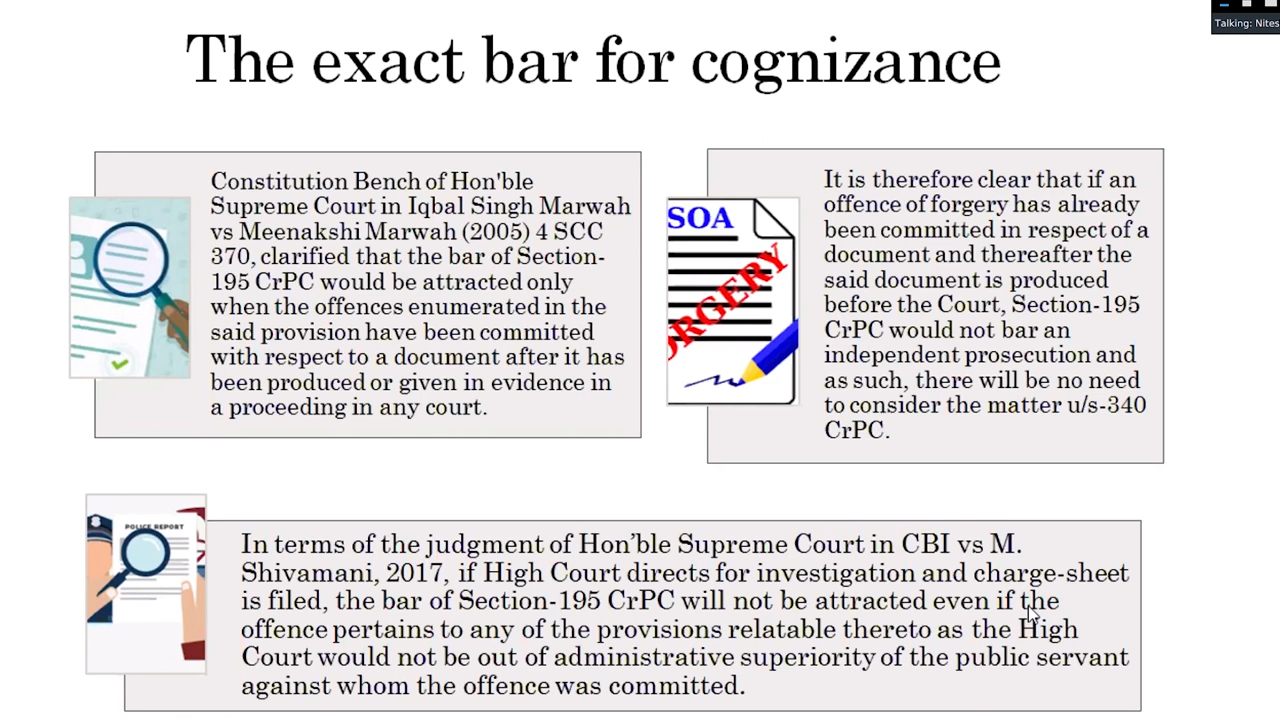 Talking: Nites
The exact bar for cognizance
Constitution Bench of Hon'ble
Supreme Court in Iqbal Singh Marwah
vs Meenakshi Marwah (2005) 4 SCC
370, clarified that the bar of Section-
195 CrPC would be attracted only
when the offences enumerated in the
said provision have been committed
with respect to a document after it has
been produced or given in evidence in
a proceeding in any court.
SOA
ORGERY
It is therefore clear that if an
offence of forgery has already
been committed in respect of a
document and thereafter the
said document is produced
before the Court, Section-195
CrPC would not bar an
independent prosecution and
as such, there will be no need
to consider the matter u/s-340
CrPC.
POLICE REPORT
In terms of the judgment of Hon’ble Supreme Court in CBI vs M.
Shivamani, 2017, if High Court directs for investigation and charge-sheet
is filed, the bar of Section-195 CrPC will not be attracted even if the
offence pertains to any of the provisions relatable thereto as the High
Court would not be out of administrative superiority of the public servant
against whom the offence was committed.